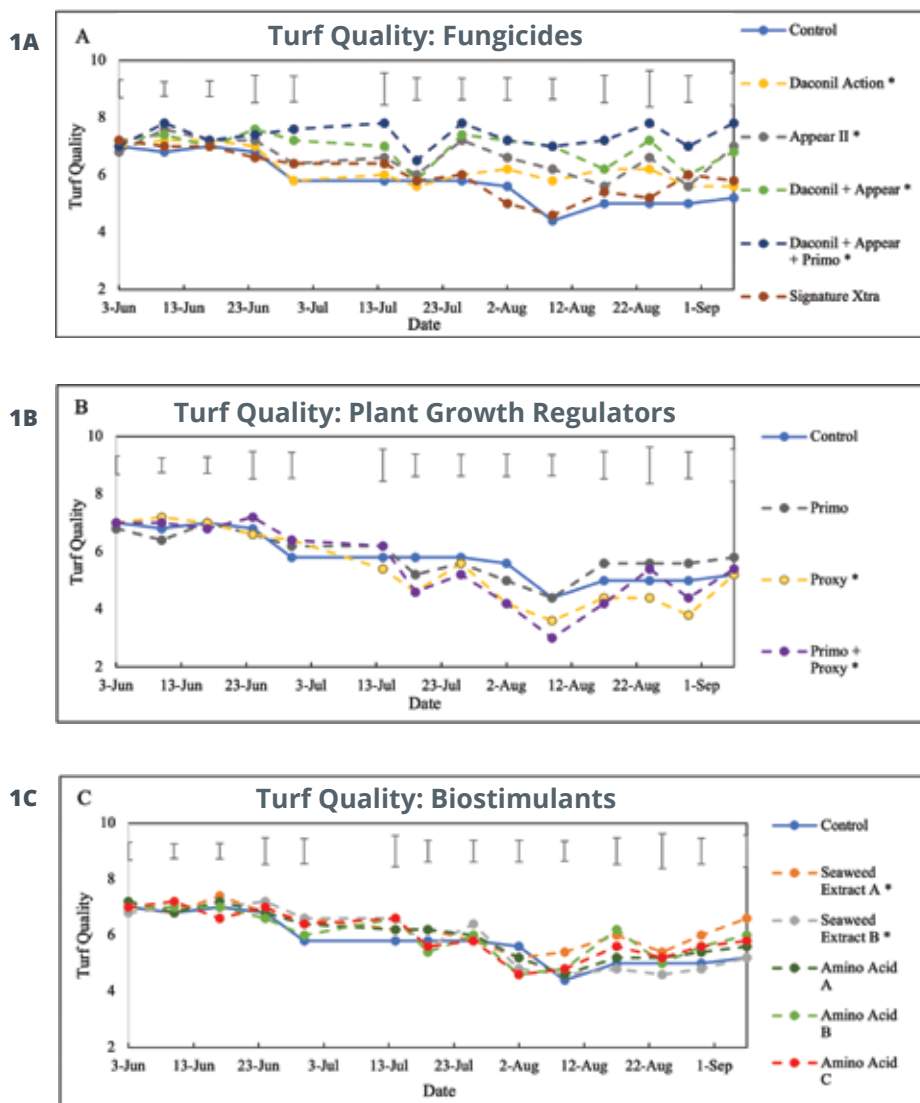 1A
A
Turf Quality: Fungicides
10
8
6
4
2
Turf Quality
3-Jun 13-Jun 23-Jun 3-Jul 13-Jul 23-Jul 2-Aug 12-Aug 22-Aug 1-Sep
Date
Control
Daconil Action *
Appear II *
Daconil + Appear *
Daconil + Appear
+ Primo *
Signature Xtra
1B
B
Turf Quality: Plant Growth Regulators
10
8
6
4
2
Turf Quality
3-Jun 13-Jun 23-Jun 3-Jul 13-Jul 23-Jul 2-Aug 12-Aug 22-Aug 1-Sep
Date
Control
Primo
Proxy *
Primo +
Proxy *
1C
C
Turf Quality: Biostimulants
10
8
6
4
2
Turf Quality
3-Jun 13-Jun 23-Jun 3-Jul 13-Jul 23-Jul 2-Aug 12-Aug 22-Aug 1-Sep
Date
Control
Seaweed
Extract A *
Seaweed
Extract B *
Amino Acid
A
Amino Acid
B
Amino Acid
C